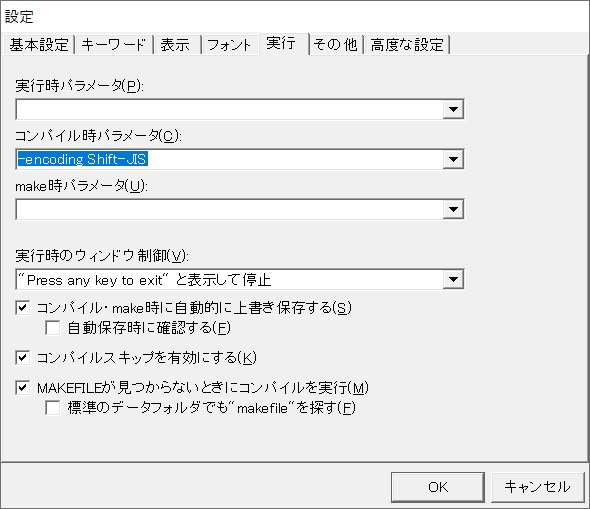 設定
基本設定 キーワード 表示 フォント 実行 その他 高度な設定
実行時パラメータ(P):
コンパイル時パラメータ(C):
-encoding Shift-JIS
make時パラメータ(U):
実行時のウィンドウ制御(V):
"Press any key to exit" と表示して停止
コンパイル・make時に自動的に上書き保存する(S)
自動保存時に確認する(F)
コンパイルスキップを有効にする(K)
MAKEFILEが見つからないときにコンパイルを実行(M)
標準のデータフォルダでも"makefile"を探す(F)
OK キャンセル